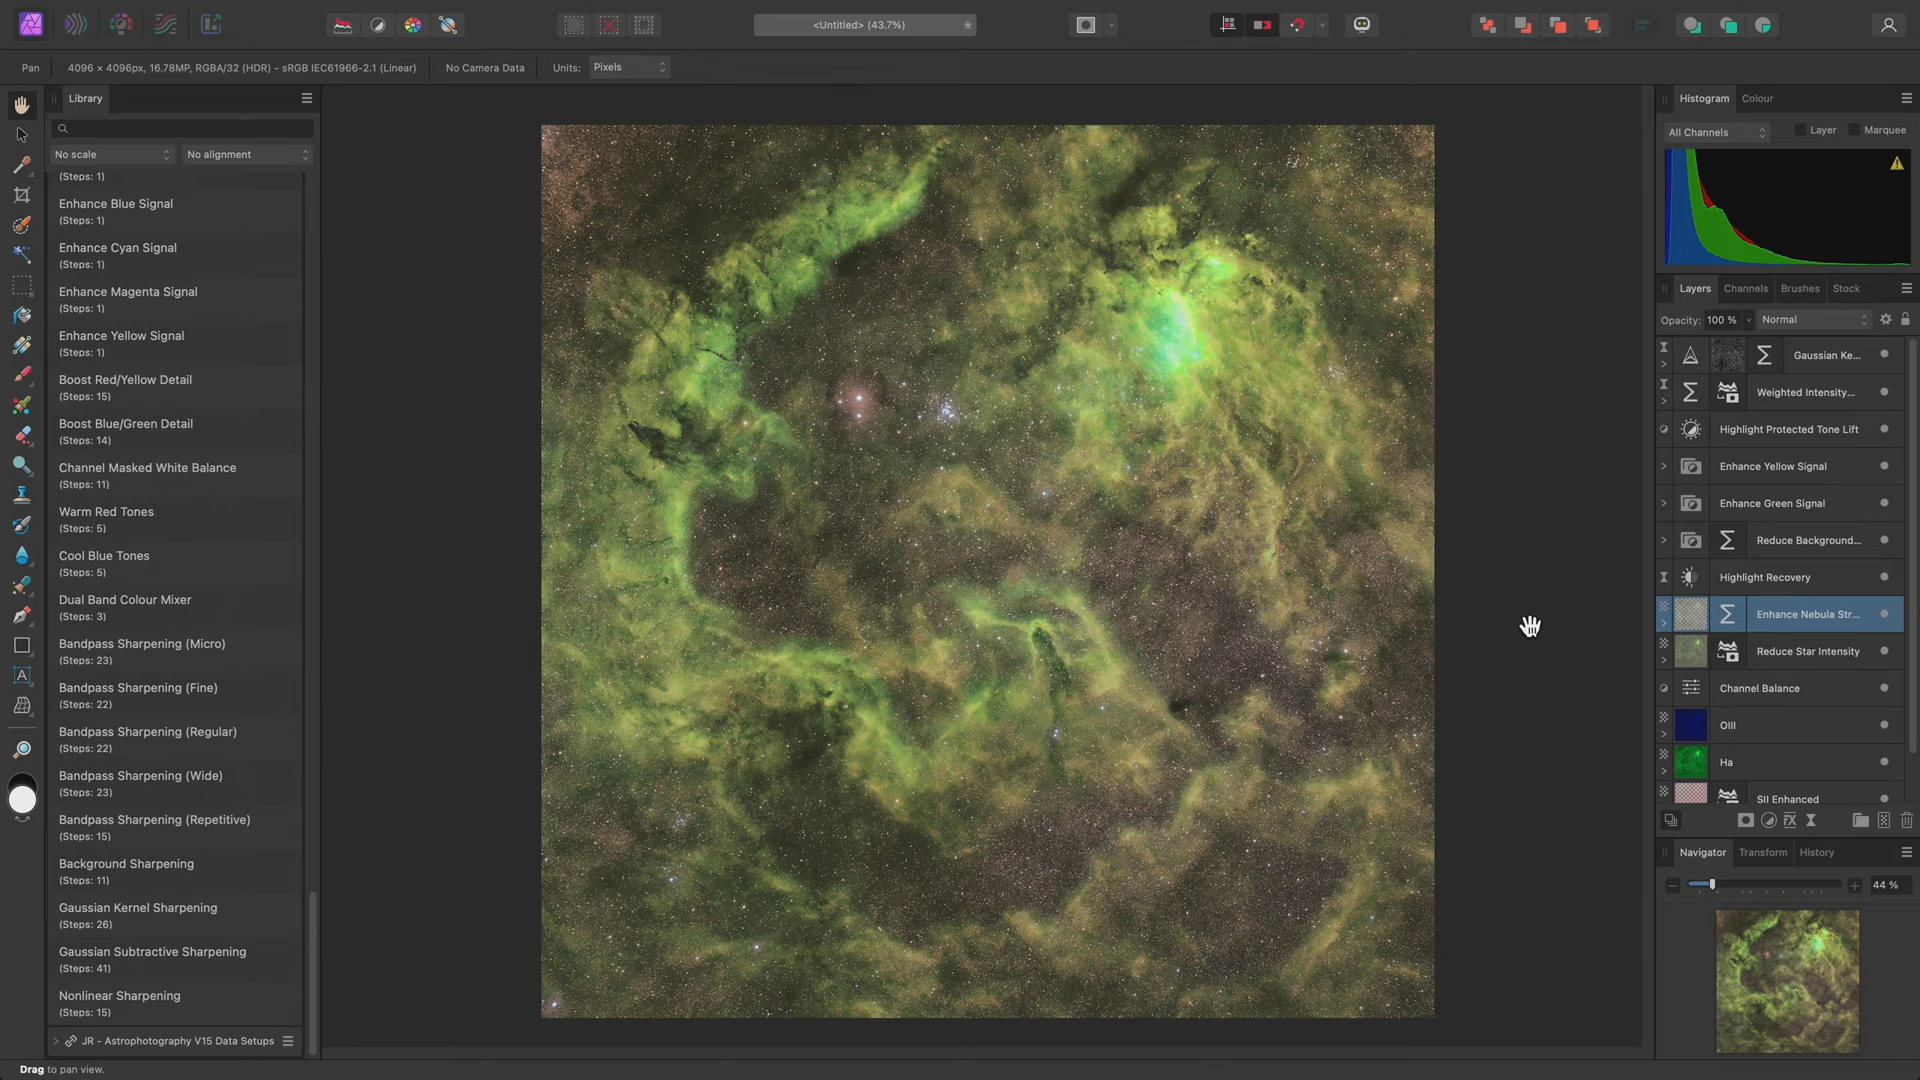 <Untitled> (43.7%)
*
Pan
4096 × 4096px, 16.78MP, RGBA/32 (HDR) - sRGB IEC61966-2.1 (Linear)
No Camera Data
Units:
Pixels
Library
No scale
No alignment
(Steps: 1)
Enhance Blue Signal
(Steps: 1)
Enhance Cyan Signal
(Steps: 1)
Enhance Magenta Signal
(Steps: 1)
Enhance Yellow Signal
(Steps: 1)
Boost Red/Yellow Detail
(Steps: 15)
Boost Blue/Green Detail
(Steps: 14)
Channel Masked White Balance
(Steps: 11)
Warm Red Tones
(Steps: 5)
Cool Blue Tones
(Steps: 5)
Dual Band Colour Mixer
(Steps: 3)
Bandpass Sharpening (Micro)
(Steps: 23)
Bandpass Sharpening (Fine)
(Steps: 22)
Bandpass Sharpening (Regular)
(Steps: 22)
Bandpass Sharpening (Wide)
(Steps: 23)
Bandpass Sharpening (Repetitive)
(Steps: 15)
Background Sharpening
(Steps: 11)
Gaussian Kernel Sharpening
(Steps: 26)
Gaussian Subtractive Sharpening
(Steps: 41)
Nonlinear Sharpening
(Steps: 15)
JR - Astrophotography V15 Data Setups
Drag to pan view.
Histogram
Colour
All Channels
Layer
Marquee
Layers
Channels
Brushes
Stock
Opacity: 100 %
Normal
Gaussian Ke...
Weighted Intensity...
Highlight Protected Tone Lift
Enhance Yellow Signal
Enhance Green Signal
Reduce Background...
Highlight Recovery
Enhance Nebula Str...
Reduce Star Intensity
Channel Balance
OIII
Ha
SII Enhanced
Navigator
Transform
History
44 %